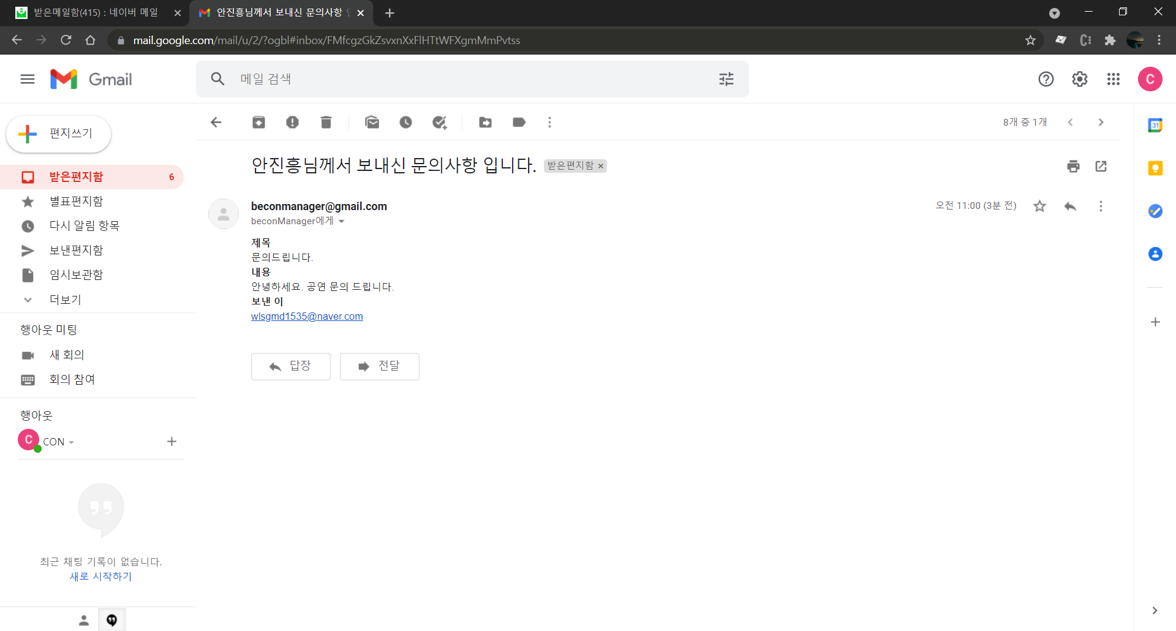 받은메일함(415) : 네이버 메일
안진흥님께서 보내신 문의사항
mail.google.com/mail/u/2/?ogbl#inbox/FMfcgzGkZsvxnXxFlHTtWFXgmMmPvtss
Gmail
메일 검색
C
편지쓰기
8개 중 1개
받은편지함
6
별표편지함
다시 알림 항목
보낸편지함
임시보관함
더보기
행아웃 미팅
새 회의
회의 참여
행아웃
C
CON
최근 채팅 기록이 없습니다.
새로 시작하기
안진흥님께서 보내신 문의사항 입니다.
받은편지함 ×
beconmanager@gmail.com
beconManager에게
오전 11:00 (3분 전)
제목
문의드립니다.
내용
안녕하세요. 공연 문의 드립니다.
보낸 이
wlsgmd1535@naver.com
답장
전달
31